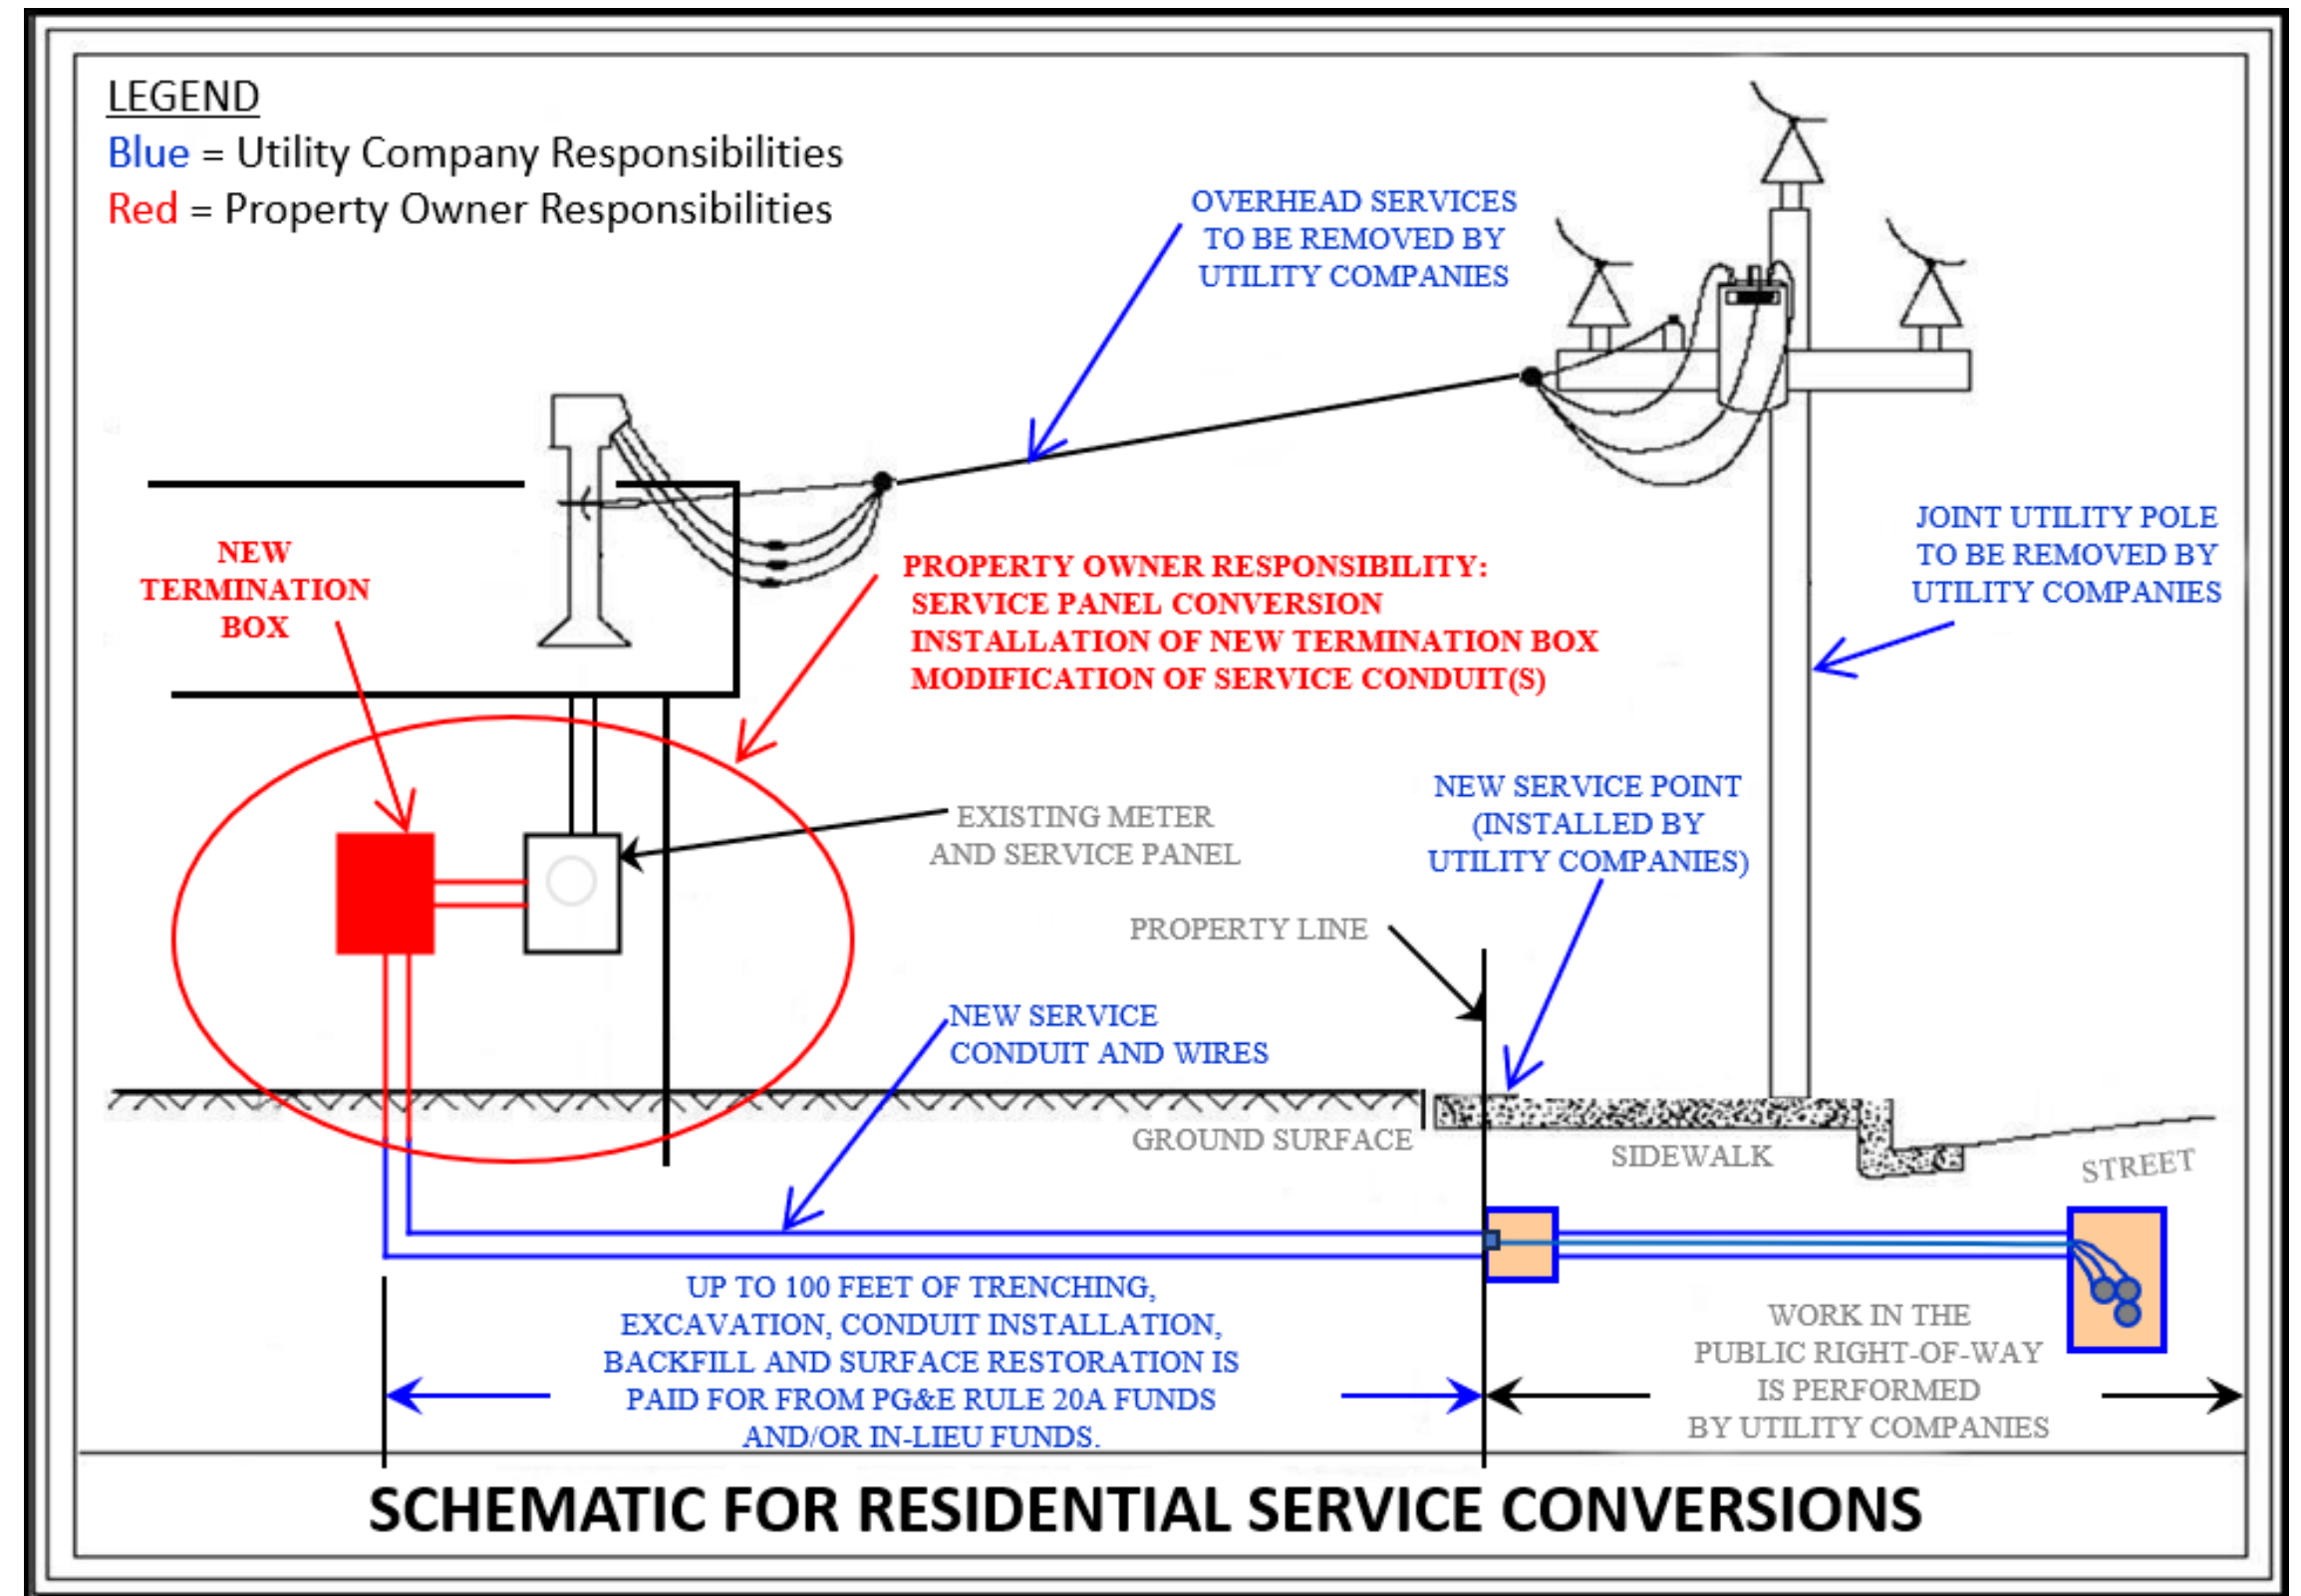 LEGEND
Blue = Utility Company Responsibilities
Red = Property Owner Responsibilities
OVERHEAD SERVICES
TO BE REMOVED BY
UTILITY COMPANIES
JOINT UTILITY POLE
TO BE REMOVED BY
UTILITY COMPANIES
NEW
TERMINATION
BOX
PROPERTY OWNER RESPONSIBILITY:
SERVICE PANEL CONVERSION
INSTALLATION OF NEW TERMINATION BOX
MODIFICATION OF SERVICE CONDUIT(S)
EXISTING METER
AND SERVICE PANEL
NEW SERVICE POINT
(INSTALLED BY
UTILITY COMPANIES)
PROPERTY LINE
NEW SERVICE
CONDUIT AND WIRES
GROUND SURFACE
SIDEWALK
STREET
UP TO 100 FEET OF TRENCHING,
EXCAVATION, CONDUIT INSTALLATION,
BACKFILL AND SURFACE RESTORATION IS
PAID FOR FROM PG&E RULE 20A FUNDS
AND/OR IN-LIEU FUNDS.
WORK IN THE
PUBLIC RIGHT-OF-WAY
IS PERFORMED
BY UTILITY COMPANIES
SCHEMATIC FOR RESIDENTIAL SERVICE CONVERSIONS